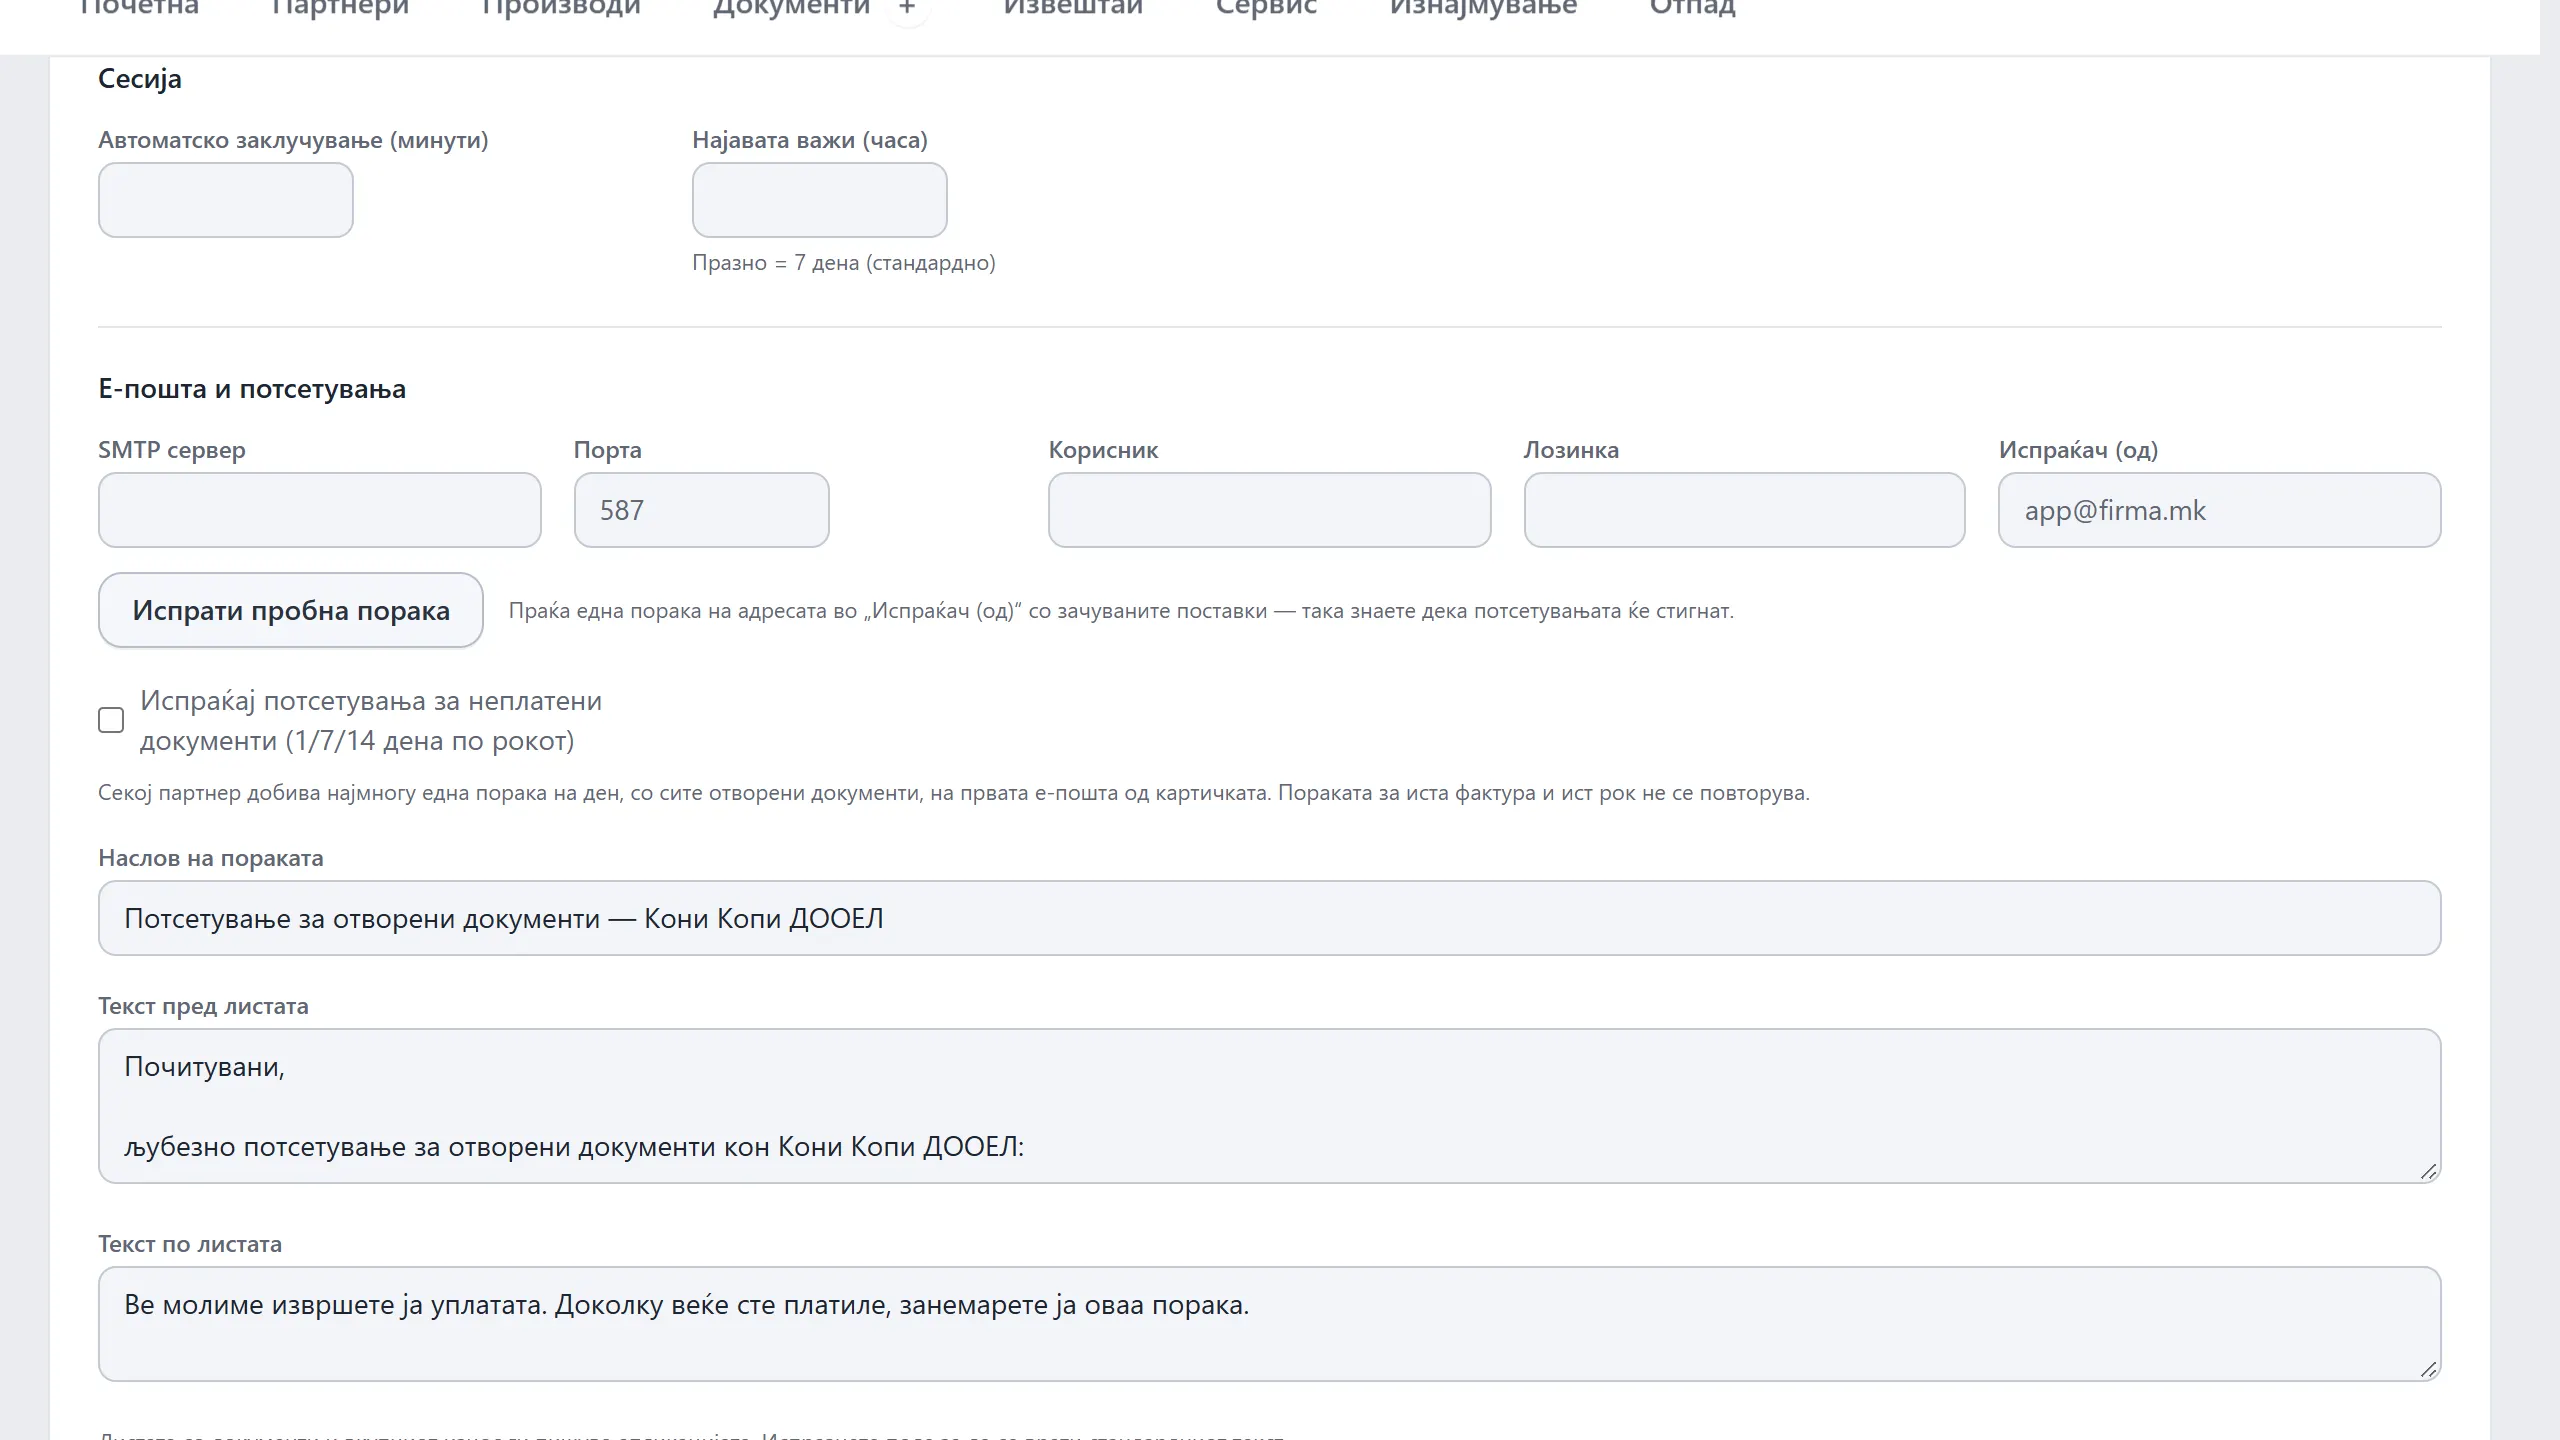 Почетна Партнери Производи Документи + Извештаи Сервис Изнајмување Отпад
Сесија
Автоматско заклучување (минути) Најавата важи (часа)
Празно = 7 дена (стандардно)
Е-пошта и потсетувања
SMTP сервер Порта Корисник Лозинка Испраќач (од)
587 app@firma.mk
Испрати пробна порака Праќа една порака на адресата во „Испраќач (од)“ со зачуваните поставки — така знаете дека потсетувањата ќе стигнат.
Испраќај потсетувања за неплатени
документи (1/7/14 дена по рокот)
Секој партнер добива најмногу една порака на ден, со сите отворени документи, на првата е-пошта од картичката. Пораката за иста фактура и ист рок не се повторува.
Наслов на пораката
Потсетување за отворени документи — Кони Копи ДООЕЛ
Текст пред листата
Почитувани,
љубезно потсетување за отворени документи кон Кони Копи ДООЕЛ:
Текст по листата
Ве молиме извршете ја уплатата. Доколку веќе сте платиле, занемарете ја оваа порака.